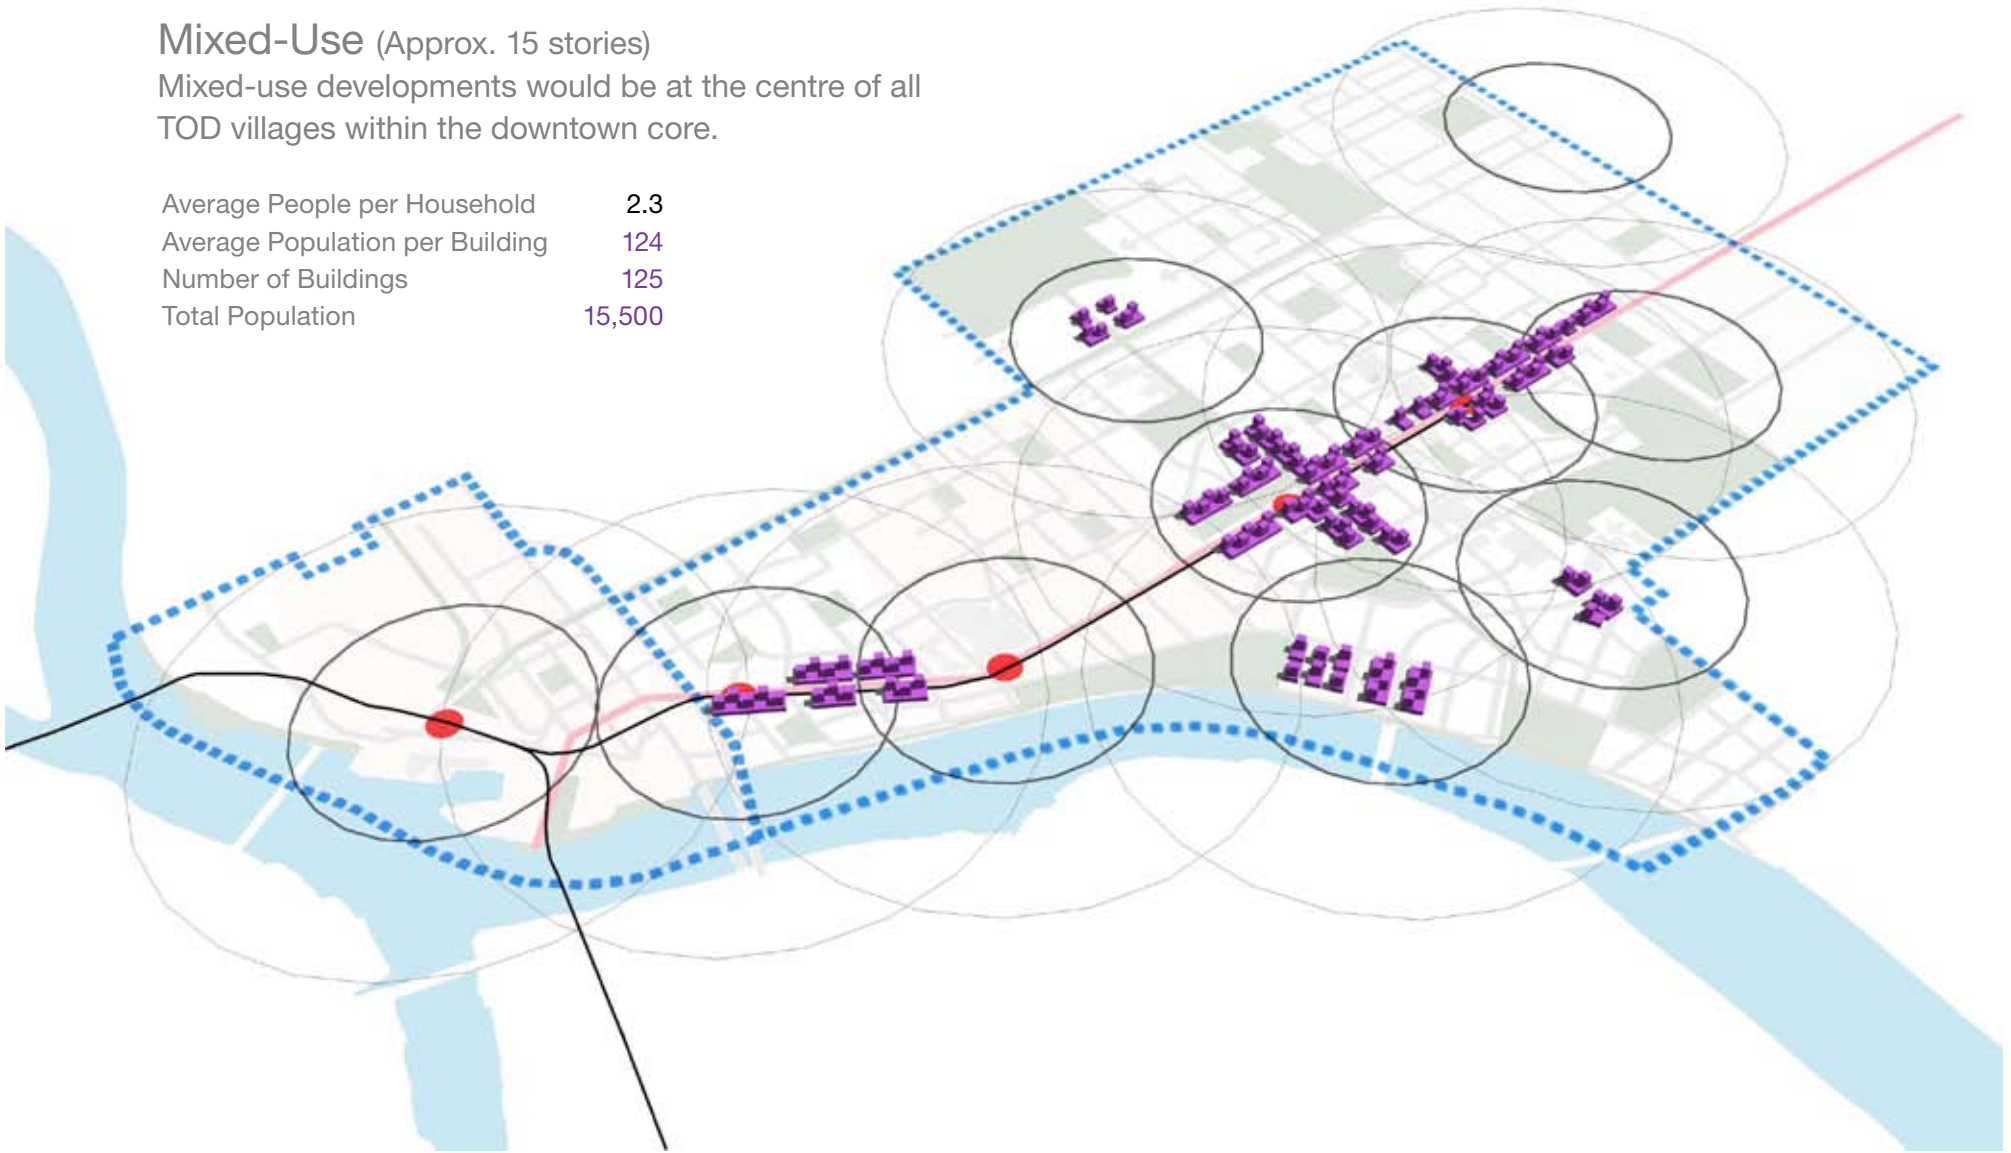 Mixed-Use (Approx. 15 stories)
Mixed-use developments would be at the centre of all
TOD villages within the downtown core.
Average People per Household 2.3
Average Population per Building 124
Number of Buildings 125
Total Population 15,500